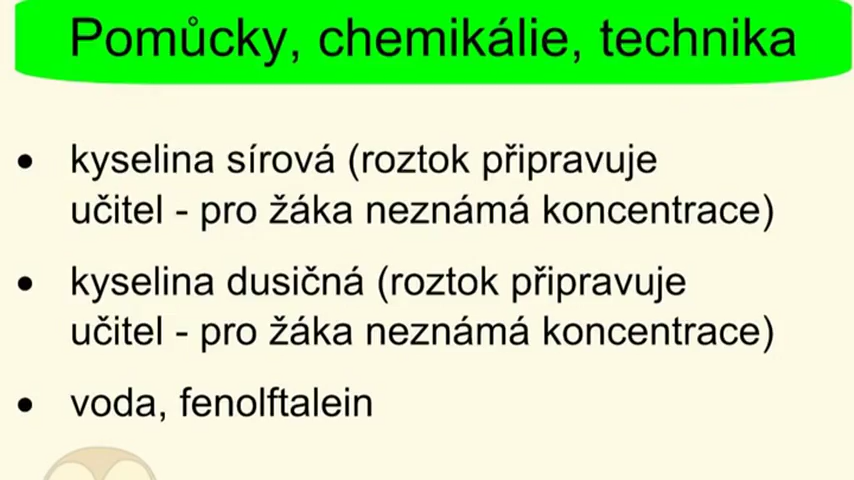 Pomůcky, chemikálie, technika
• kyselina sírová (roztok připravuje
učitel - pro žáka neznámá koncentrace)
• kyselina dusičná (roztok připravuje
učitel - pro žáka neznámá koncentrace)
• voda, fenolftalein